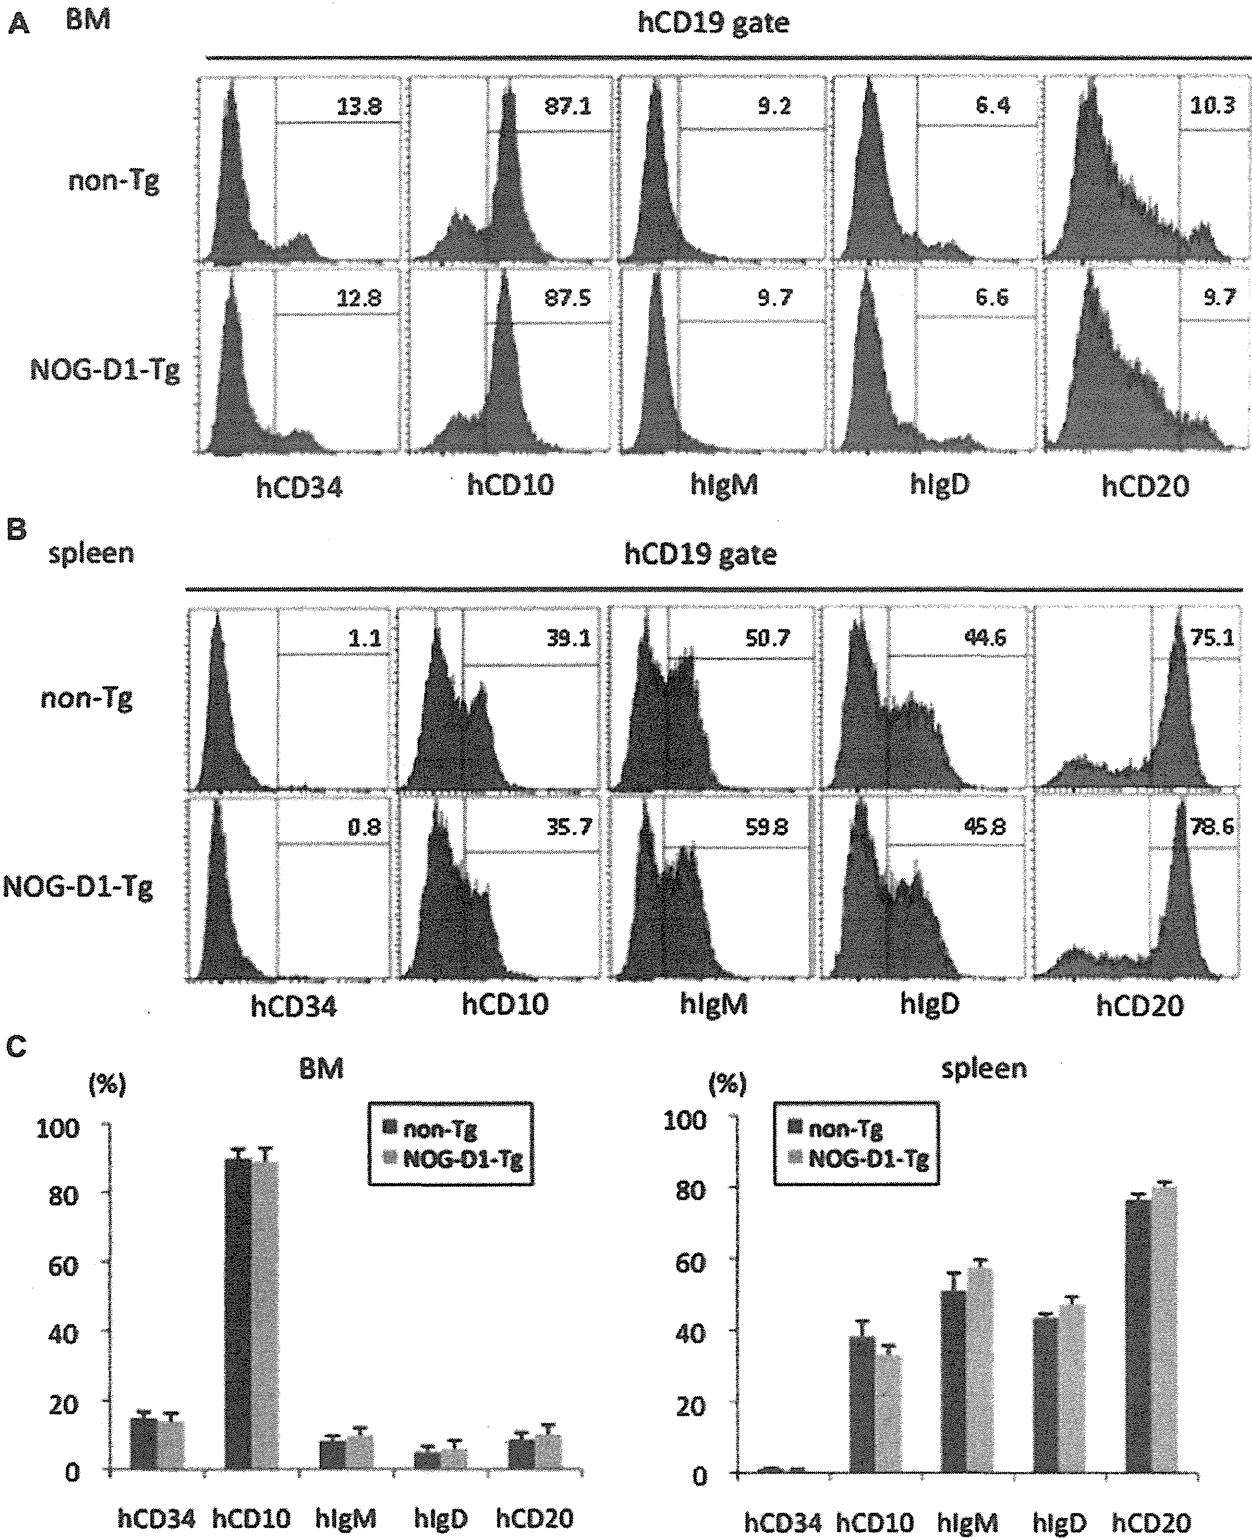 A BM hCD19 gate
non-Tg 13.8 87.1 9.2 6.4 10.3
NOG-D1-Tg 12.8 87.5 9.7 6.6 9.7
hCD34 hCD10 hIgM hIgD hCD20
B spleen hCD19 gate
non-Tg 1.1 39.1 50.7 44.6 75.1
NOG-D1-Tg 0.8 35.7 59.8 45.8 78.6
hCD34 hCD10 hIgM hIgD hCD20
C
BM
(%)
non-Tg
NOG-D1-Tg
100
80
60
40
20
0
hCD34 hCD10 hIgM hIgD hCD20
spleen
(%)
non-Tg
NOG-D1-Tg
100
80
60
40
20
0
hCD34 hCD10 hIgM hIgD hCD20